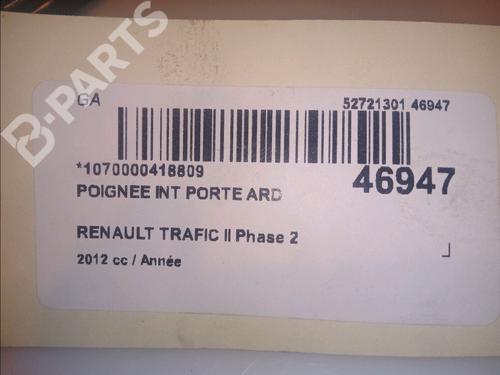 B-PARTS
GA
52721301 46947
*1070000418809
46947
POIGNEE INT PORTE ARD
RENAULT TRAFIC II Phase 2
2012 cc / Année